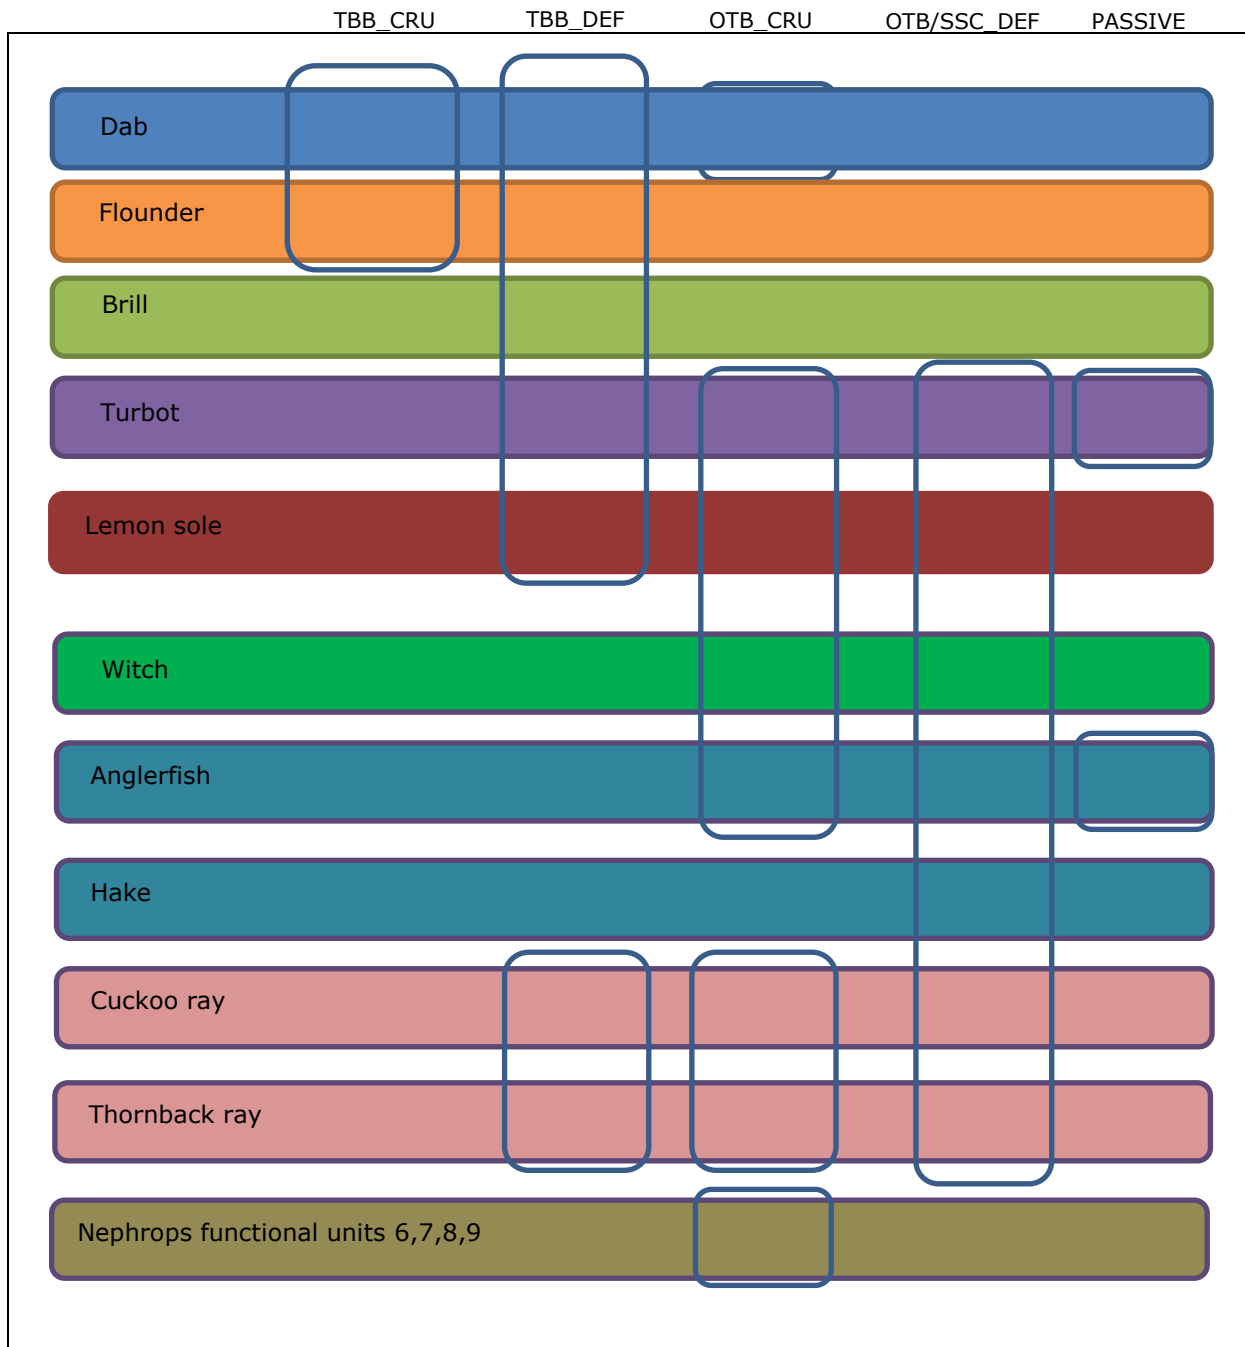 TBB_CRU TBB_DEF OTB_CRU OTB/SSC_DEF PASSIVE
Dab
Flounder
Brill
Turbot
Lemon sole
Witch
Anglerfish
Hake
Cuckoo ray
Thornback ray
Nephrops functional units 6,7,8,9